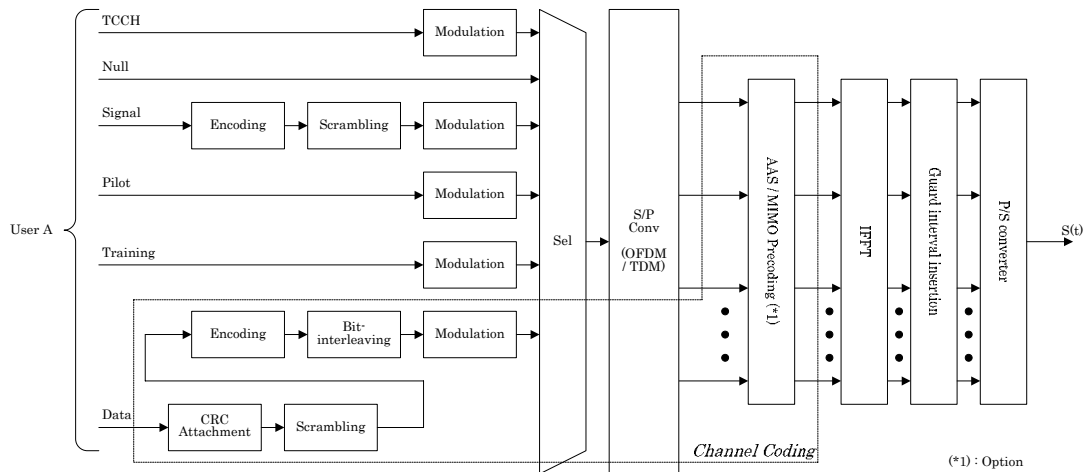 TCCH
Modulation
Null
Signal
Encoding
Scrambling
Modulation
Pilot
Modulation
User A
Training
Modulation
Encoding
Bit-
interleaving
Modulation
Data
CRC
Attachment
Scrambling
Sel
S/P
Conv
(OFDM
/ TDM)
AAS / MIMO Precoding (*1)
IFFT
Guard interval insertion
P/S converter
S(t)
Channel Coding
(*1) : Option